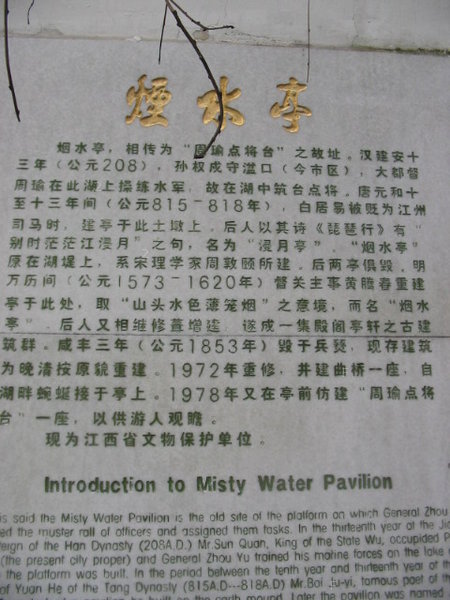 煙水亭
烟水亭，相传为“周瑜点将台”之故址。汉建安十
三年（公元208），孙权戍守湓口（今市区），大都督
周瑜在此湖上操练水军，故在湖中筑台点将。唐元和十
至十三年间（公元815－818年），白居易被贬为江州
司马时，建亭于此土墩上。后人以其诗《琵琶行》有“
别时茫茫江浸月”之句，名为“浸月亭”。“烟水亭”
原在湖堤上，系宋理学家周敦颐所建。后两亭俱毁。明
万历间（公元1573－1620年）督关主事黄腾春重建
亭于此处，取“山头水色薄笼烟”之意境，而名“烟水
亭”。后人又相维修葺增建，遂成一集殿阁亭轩之古建
筑群。咸丰三年（公元1853年）毁于兵燹，现存建筑
为晚清按原貌重建。1972年重修，并建曲桥一座，自
湖畔蜿蜒接于亭上。1978年又在亭前仿建“周瑜点将
台”一座，以供游人观瞻。
现为江西省文物保护单位。
Introduction to Misty Water Pavilion
is said the Misty Water Pavilion is the old site of the platform on which General Zhou
ed the muster rall of officers and assigned them tasks. In the thirteenth year of the Jia
reign of the Han Dynasty (208A.D.) Mr.Sun Quan, King of the State Wu, occupided P
(the present city proper) and General Zhou Yu trained his marine forces on the lake
the platform was built. In the period between the tenth year and thirteenth year of
of Yuan He of the Tang Dynasty (815A.D---818A.D) Mr.Bai Ju-yi, famous poet of th
built on the earth mound. Later the pavilion was named